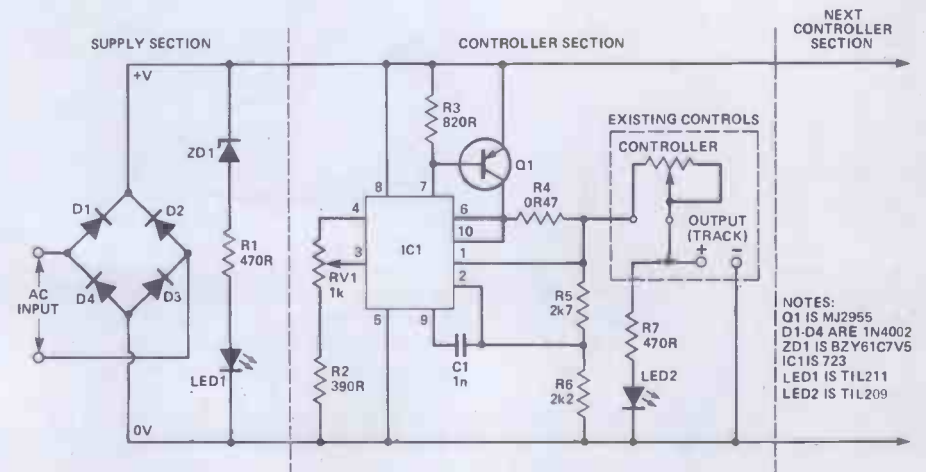 SUPPLY SECTION
CONTROLLER SECTION
NEXT
CONTROLLER
SECTION
+V
ZD1
D1
D2
D4
D3
AC
INPUT
R1
470R
LED1
0V
R3
820R
Q1
8
7
4
6
10
3
IC1
1
2
5
9
RV1
1k
R2
390R
C1
1n
R4
0R47
R5
2k7
R6
2k2
EXISTING CONTROLS
CONTROLLER
OUTPUT
(TRACK)
+
−
R7
470R
LED2
NOTES:
Q1 IS MJ2955
D1-D4 ARE 1N4002
ZD1 IS BZY61C7V5
IC1 IS 723
LED1 IS TIL211
LED2 IS TIL209